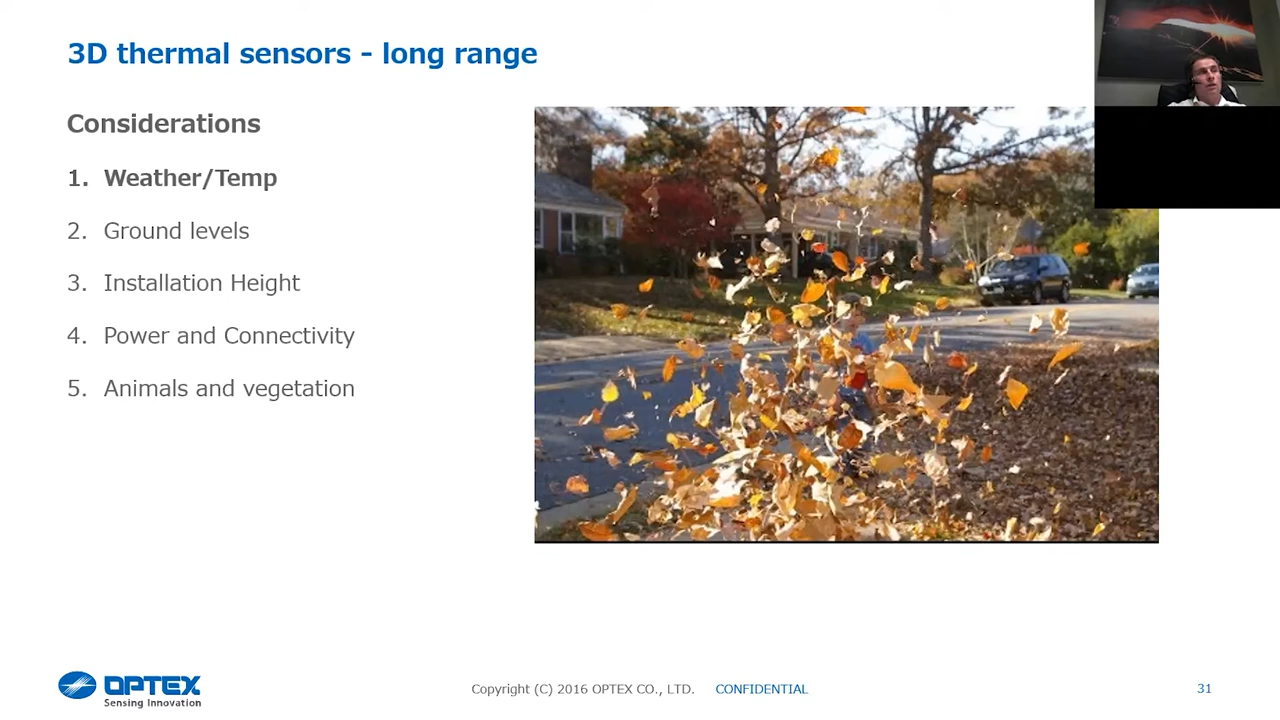 3D thermal sensors - long range
Considerations
1. Weather/Temp
2. Ground levels
3. Installation Height
4. Power and Connectivity
5. Animals and vegetation
OPTEX
Sensing Innovation
Copyright (C) 2016 OPTEX CO., LTD. CONFIDENTIAL
31